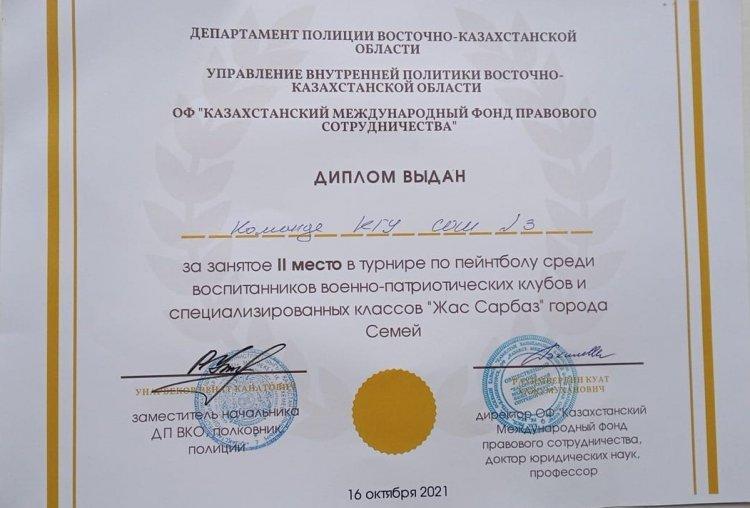 ДЕПАРТАМЕНТ ПОЛИЦИИ ВОСТОЧНО-КАЗАХСТАНСКОЙ
ОБЛАСТИ
УПРАВЛЕНИЕ ВНУТРЕННЕЙ ПОЛИТИКИ ВОСТОЧНО-
КАЗАХСТАНСКОЙ ОБЛАСТИ
ОФ "КАЗАХСТАНСКИЙ МЕЖДУНАРОДНЫЙ ФОНД ПРАВОВОГО
СОТРУДНИЧЕСТВА"
ДИПЛОМ ВЫДАН
Команде КГУ СОШ 3
за занятое II место в турнире по пейнтболу среди
воспитанников военно-патриотических клубов и
специализированных классов "Жас Сарбаз" города
Семей
КАНАТОВИЧ
заместитель начальника
ДП ВКО, полковник
полиции
КУАТ
директор ОФ "Казахстанский
Международный фонд
правового сотрудничества,
доктор юридических наук,
профессор
16 октября 2021